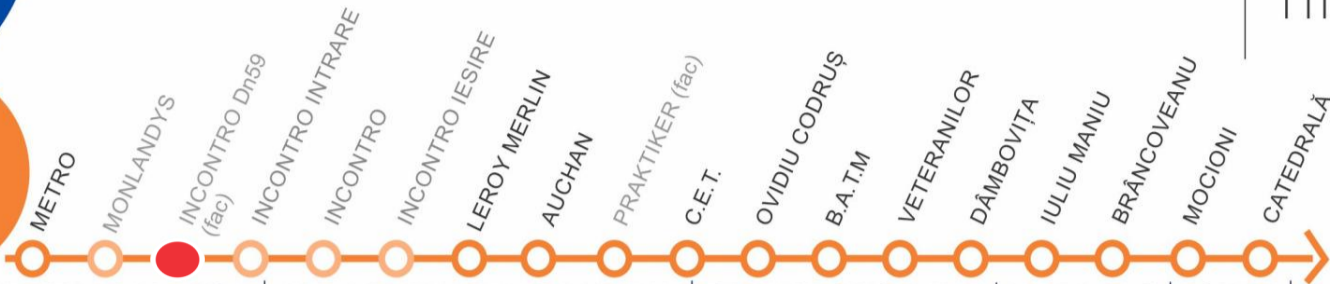 METRO
MONLANDYS
INCONTRO Dn59
(fac)
INCONTRO INTRARE
INCONTRO
INCONTRO IESIRE
LEROY MERLIN
AUCHAN
PRAKTIKER (fac)
C.E.T.
OVIDIU CODRUȘ
B.A.T.M
VETERANILOR
DÂMBOVIȚA
IULIU MANIU
BRÂNCOVEANU
MOCIONI
CATEDRALĂ